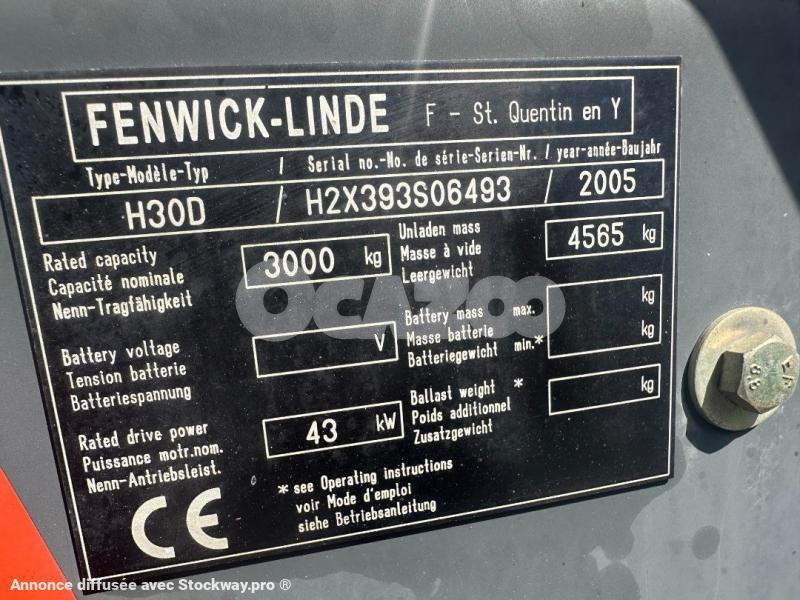 FENWICK-LINDE F - St. Quentin en Y
Type-Modèle-Typ / Serial no.-No. de série-Serien-Nr. / year-année-Baujahr
H30D / H2X393S06493 / 2005
Rated capacity
Capacité nominale
Nenn-Tragfähigkeit
3000 kg
Unladen mass
Masse à vide
Leergewicht
4565 kg
Battery voltage
Tension batterie
Batteriespannung
V
Battery mass max. kg
Masse batterie
Batteriegewicht min.* kg
Rated drive power
Puissance motr.nom.
Nenn-Antriebsleist.
43 kW
Ballast weight *
Poids additionnel
Zusatzgewicht
kg
CE
* see Operating instructions
voir Mode d'emploi
siehe Betriebsanleitung
OCAZOO
Annonce diffusée avec Stockway.pro ®